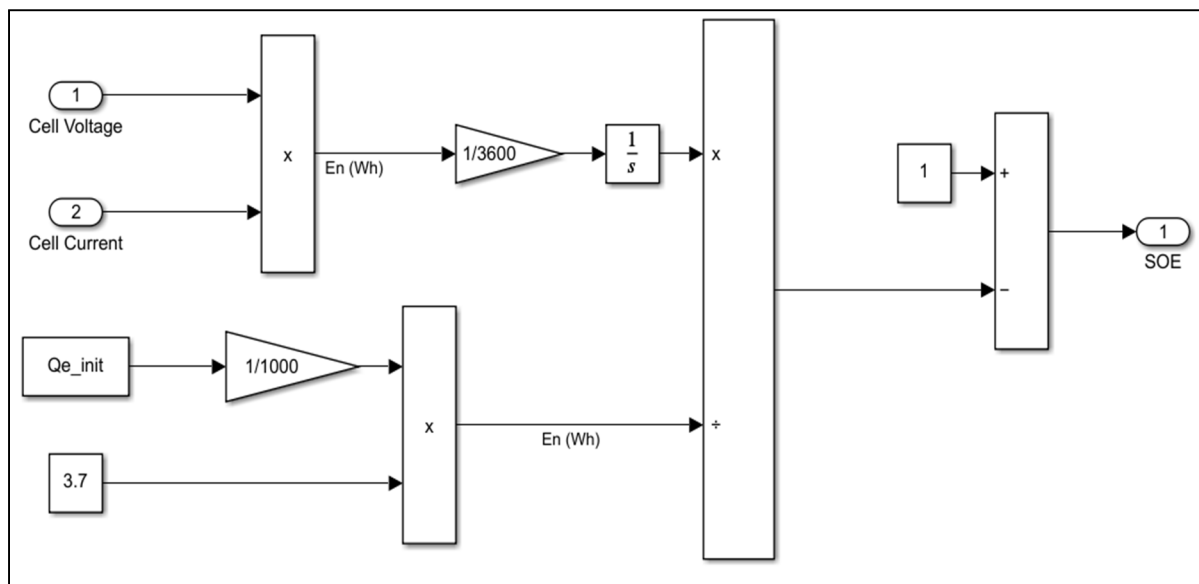 1
Cell Voltage
2
Cell Current
x
En (Wh)
1/3600
1
s
x
÷
1
+
−
1
SOE
Qe_init
1/1000
3.7
x
En (Wh)